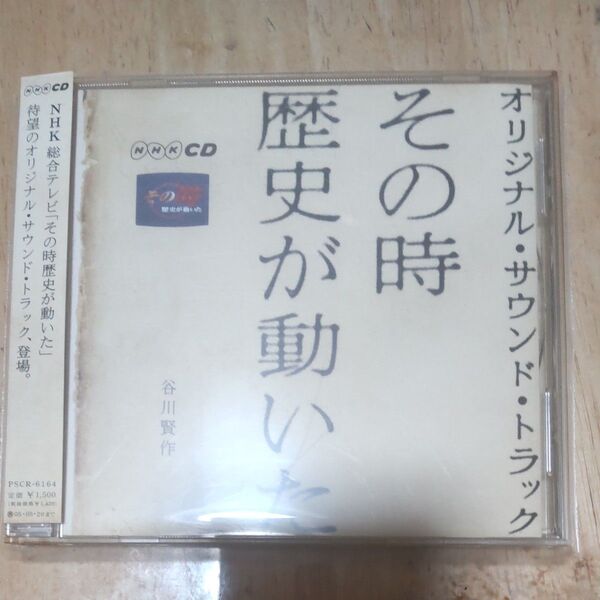 オリジナル・サウンド・トラック
その時
歴史が動いた
NHK CD
その時
歴史が動いた
谷川賢作
NHK CD
NHK 総合テレビ「その時歴史が動いた」
待望のオリジナル・サウンド・トラック、登場。
PSCR-6164
定価 ¥1,500